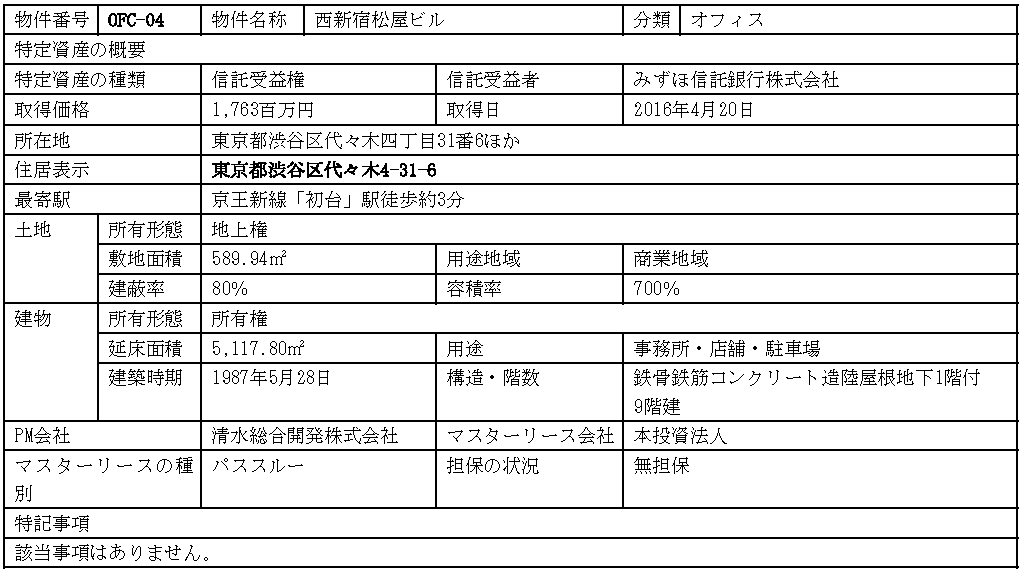 物件番号 OFC-04 物件名称 西新宿松屋ビル 分類 オフィス
特定資産の概要
特定資産の種類 信託受益権 信託受益者 みずほ信託銀行株式会社
取得価格 1,763百万円 取得日 2016年4月20日
所在地 東京都渋谷区代々木四丁目31番6ほか
住居表示 東京都渋谷区代々木4-31-6
最寄駅 京王新線「初台」駅徒歩約3分
土地 所有形態 地上権
敷地面積 589.94㎡ 用途地域 商業地域
建蔽率 80% 容積率 700%
建物 所有形態 所有権
延床面積 5,117.80㎡ 用途 事務所・店舗・駐車場
建築時期 1987年5月28日 構造・階数 鉄骨鉄筋コンクリート造陸屋根地下1階付
9階建
PM会社 清水総合開発株式会社 マスターリース会社 本投資法人
マスターリースの種 パススルー 担保の状況 無担保
別
特記事項
該当事項はありません。